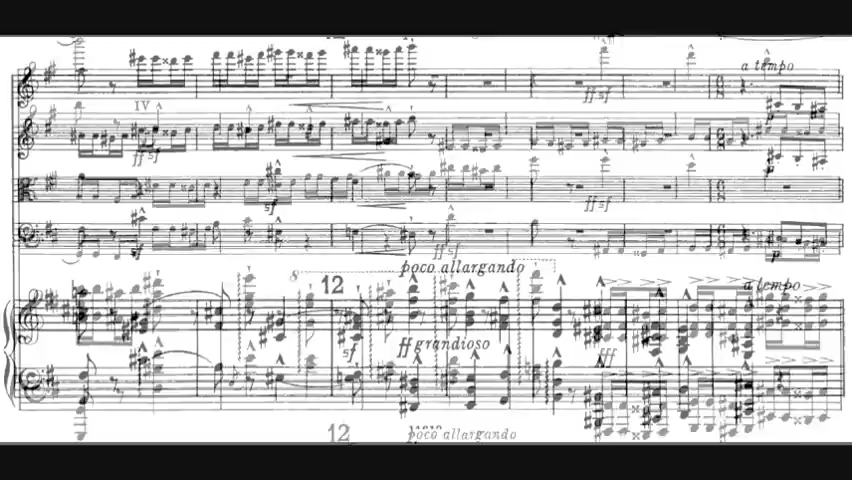 a tempo
IV
ff sf
ff sf
sf
ff sf
ff sf
p
p
poco allargando
8
12
a tempo
ff grandioso
sf
fff
12
poco allargando